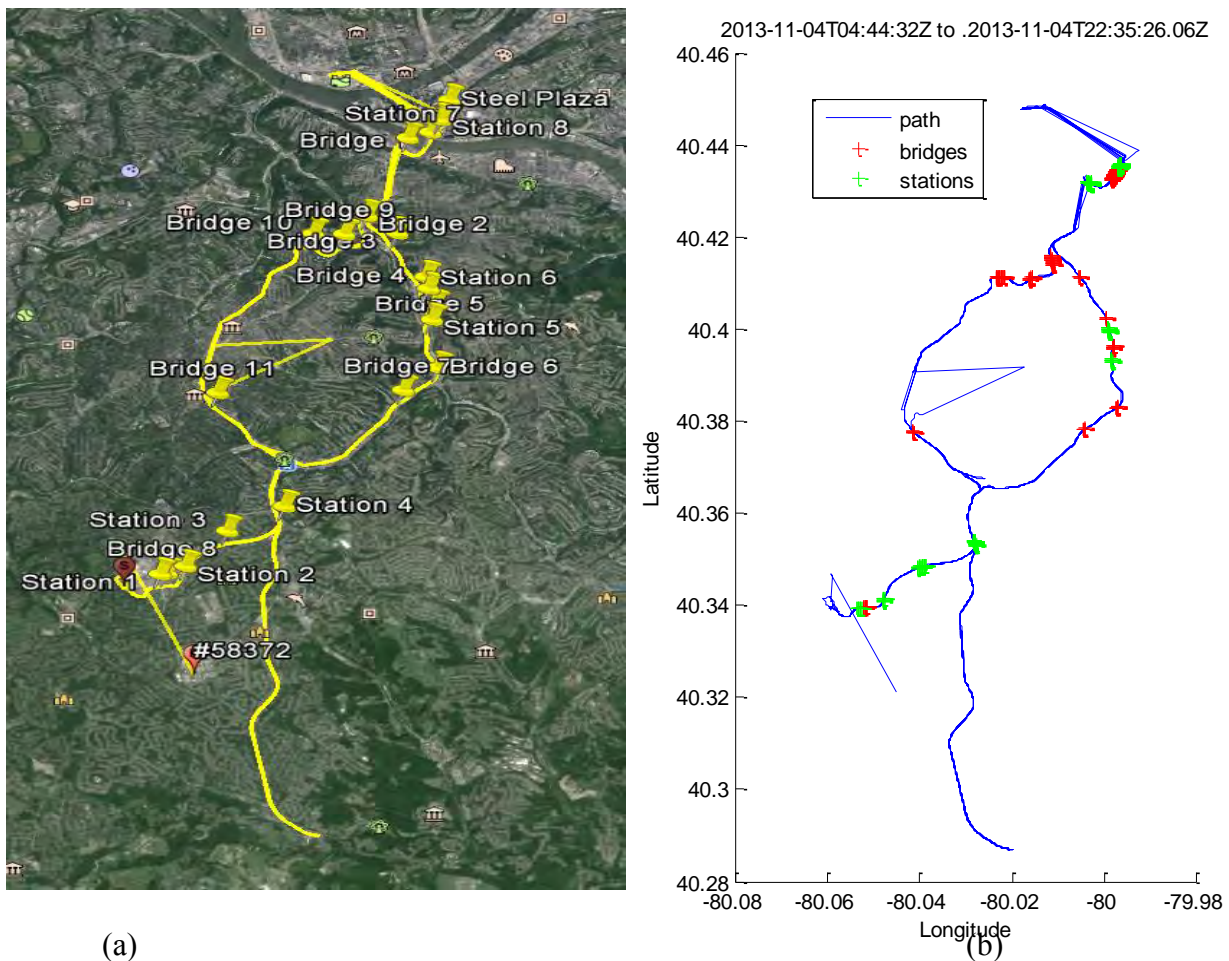 Steel Plaza
Station 7
Station 8
Bridge 1
Bridge 9
Bridge 10
Bridge 2
Bridge 3
Bridge 4
Station 6
Bridge 5
Station 5
Bridge 11
Bridge 7
Bridge 6
Station 4
Station 3
Bridge 8
Station 1
Station 2
#58372
(a)
2013-11-04T04:44:32Z to .2013-11-04T22:35:26.06Z
path
bridges
stations
40.46
40.44
40.42
40.4
40.38
40.36
40.34
40.32
40.3
40.28
Latitude
-80.08
-80.06
-80.04
-80.02
-80
-79.98
Longitude
(b)